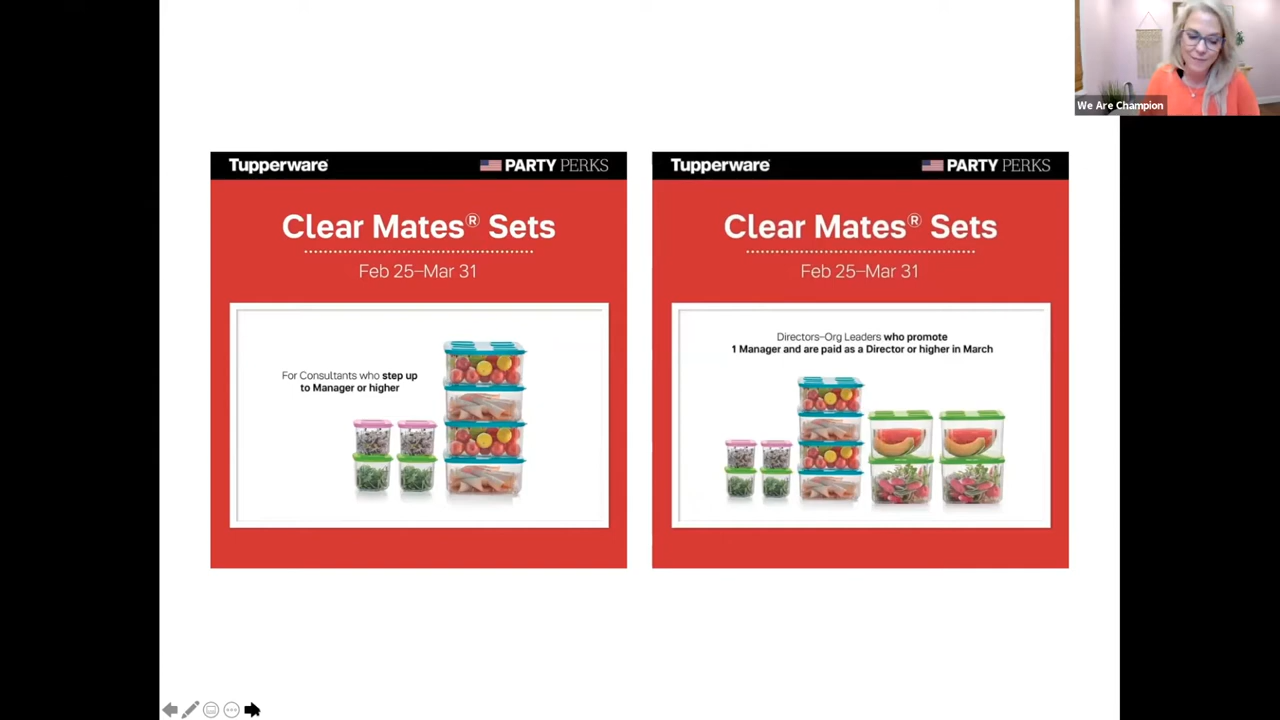 We Are Champion
Tupperware
PARTY PERKS
Clear Mates® Sets
Feb 25–Mar 31
For Consultants who step up
to Manager or higher
Tupperware
PARTY PERKS
Clear Mates® Sets
Feb 25–Mar 31
Directors–Org Leaders who promote
1 Manager and are paid as a Director or higher in March